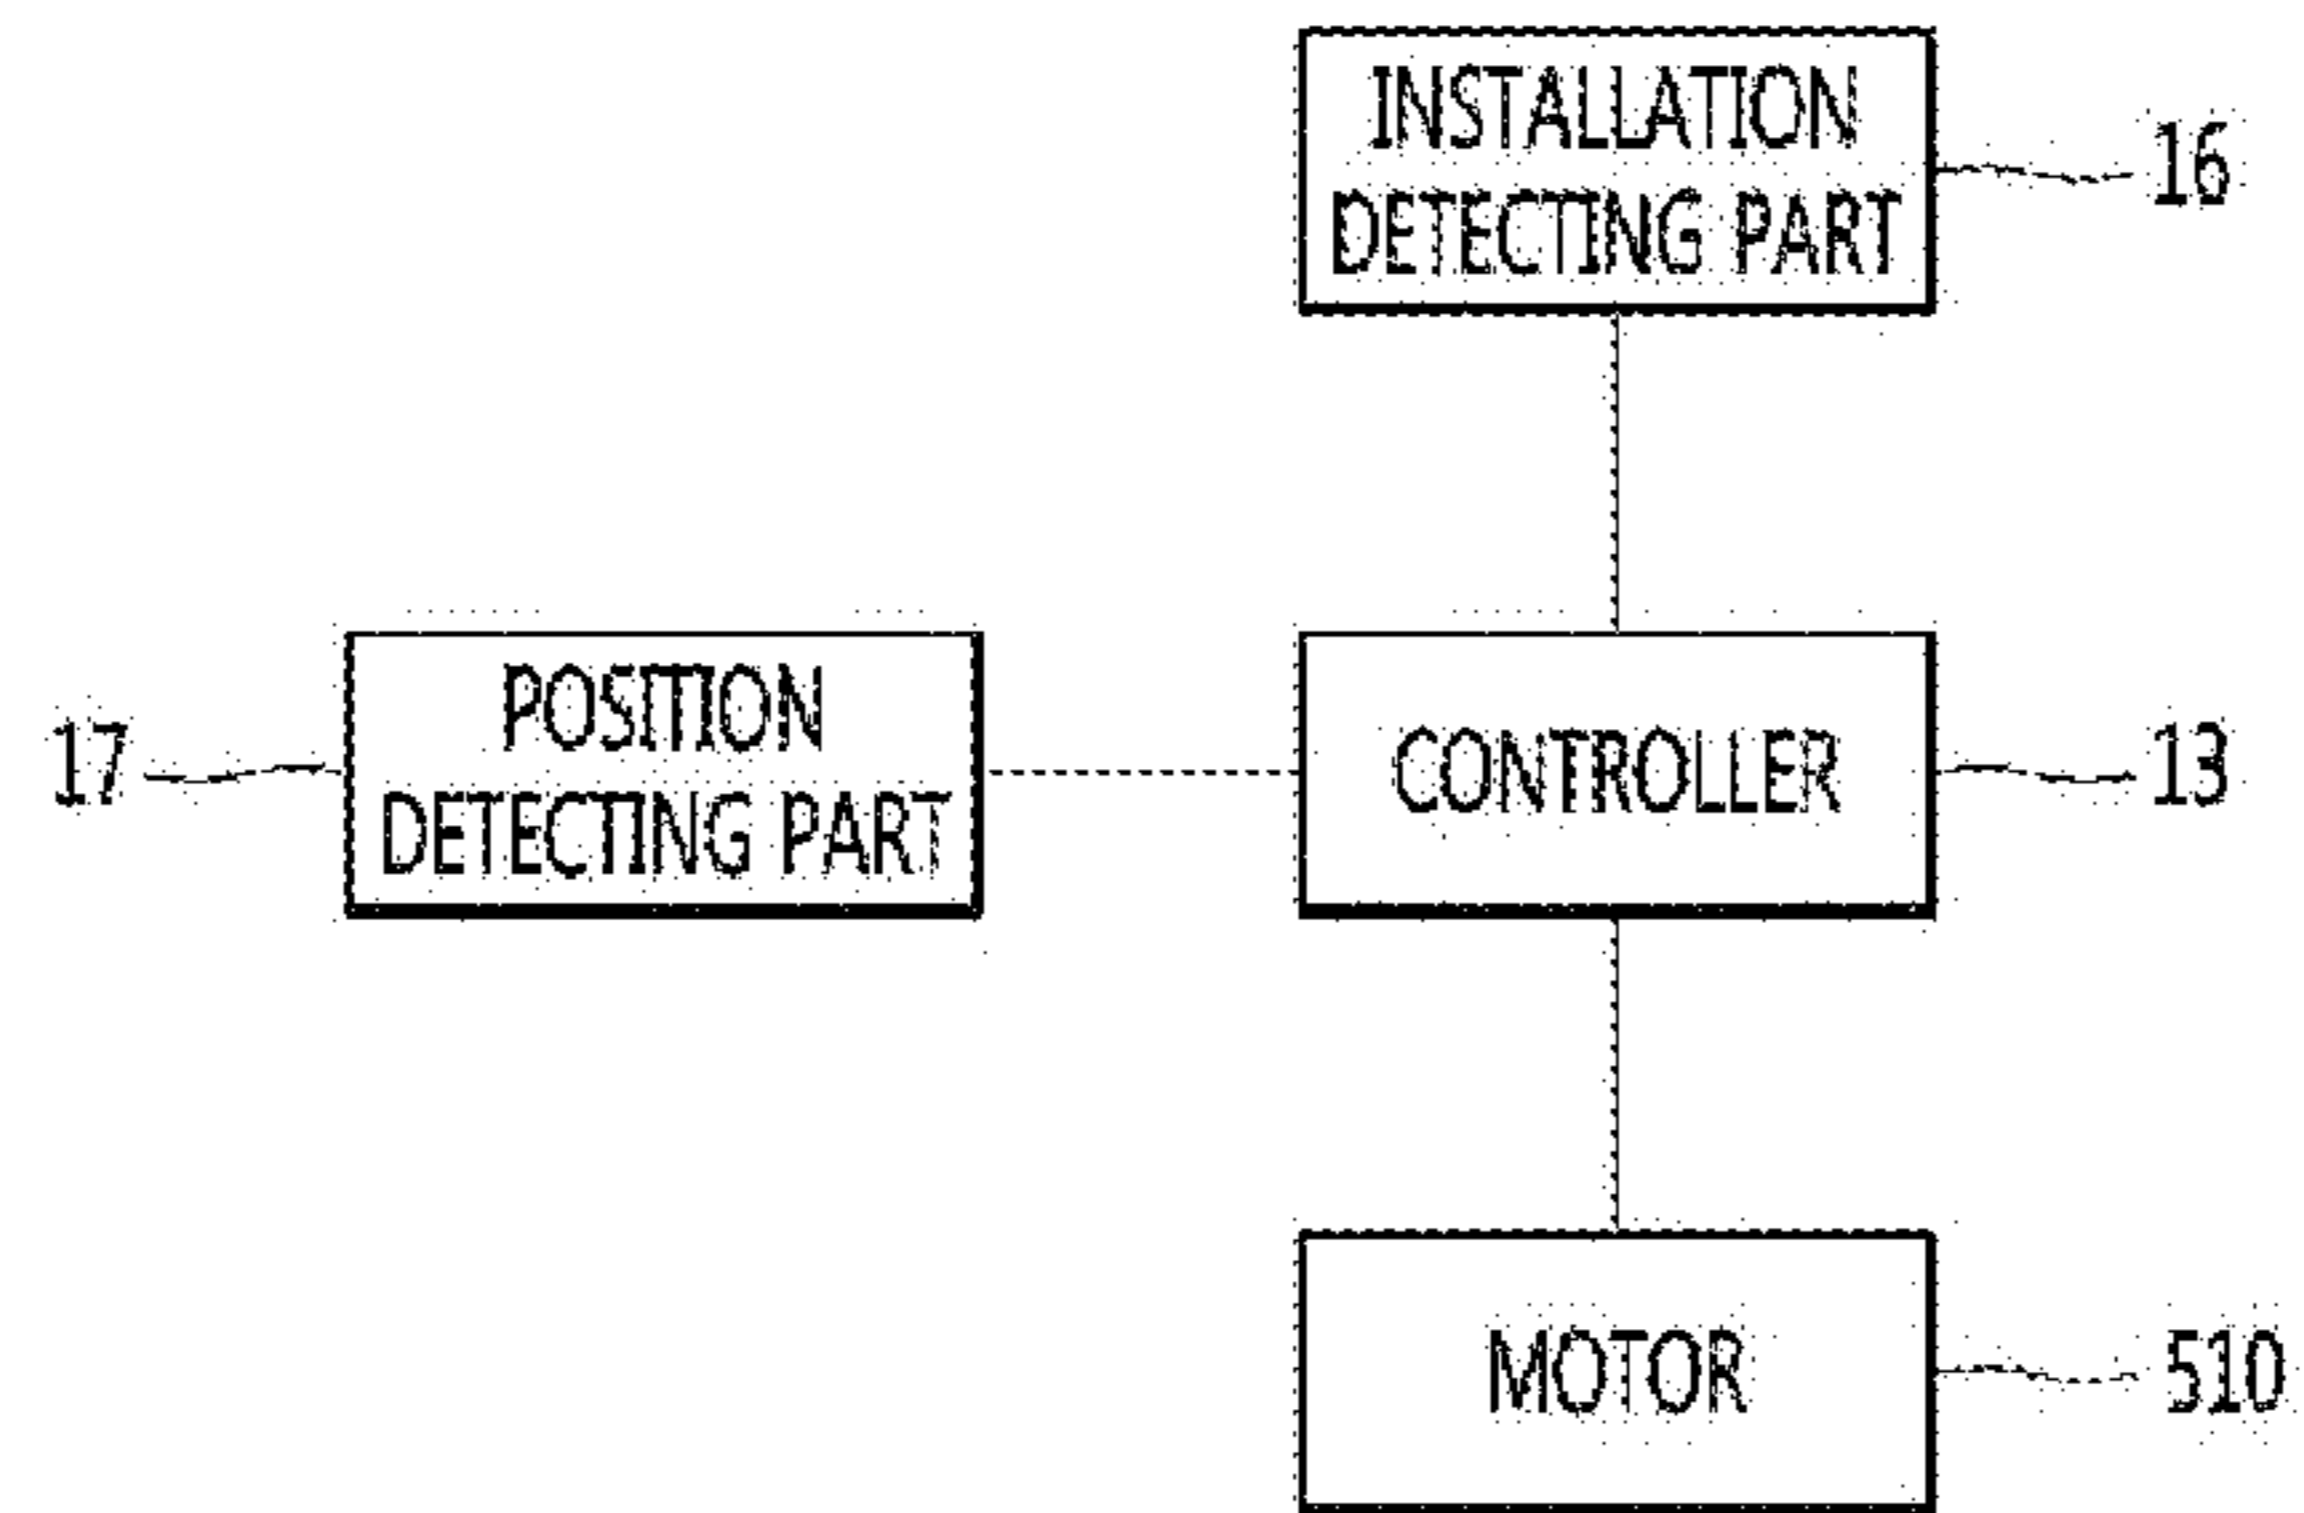 INSTALLATION
DETECTING PART
16
17
POSITION
DETECTING PART
CONTROLLER
13
MOTOR
510